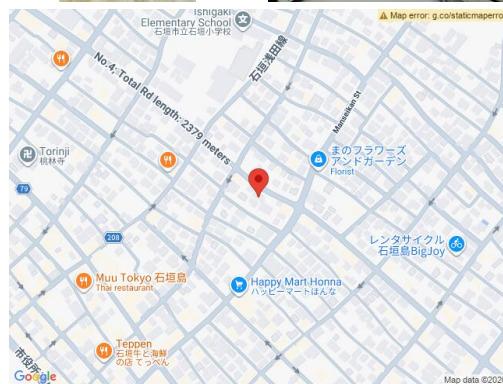 Ishigaki
Elementary School
石垣市立石垣小学校
⚠ Map error: g.co/staticmaperro
石垣浅田線
No.4; Total Rd length: 2379 meters
Manseikan St
Torinji
桃林寺
まのフラワーズ
アンドガーデン
Florist
79
208
レンタサイクル
石垣島BigJoy
Muu Tokyo 石垣島
Thai restaurant
Happy Mart Honna
ハッピーマートほんな
Teppen
石垣牛と海鮮
の店 てっぺん
市役所
Google
Map data ©202